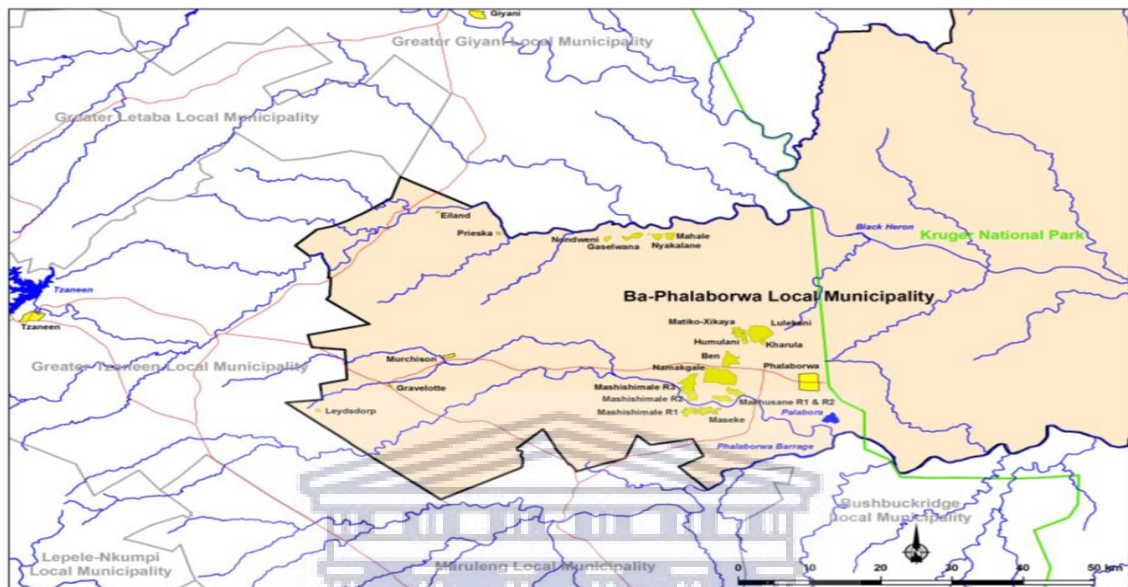 Giyani
Greater Giyani Local Municipality
Greater Letaba Local Municipality
Eiland
Prieska
Nondweni
Gaselwana
Nyakalane
Mahale
Black Heron
Kruger National Park
Tzaneen
Tzaneen
Ba-Phalaborwa Local Municipality
Matiko-Xikaya
Lulekani
Humulani
Kharula
Ben
Murchison
Greater Tzaneen Local Municipality
Namakgale
Phalaborwa
Gravelotte
Mashishimale R3
Mashishimale R2
Makhusane R1 & R2
Leydsdorp
Mashishimale R1
Maseke
Palabora
Phalaborwa Barrage
Bushbuckridge
Local Municipality
Lepele-Nkumpi
Local Municipality
Maruleng Local Municipality
0 10 20 30 40 50 km